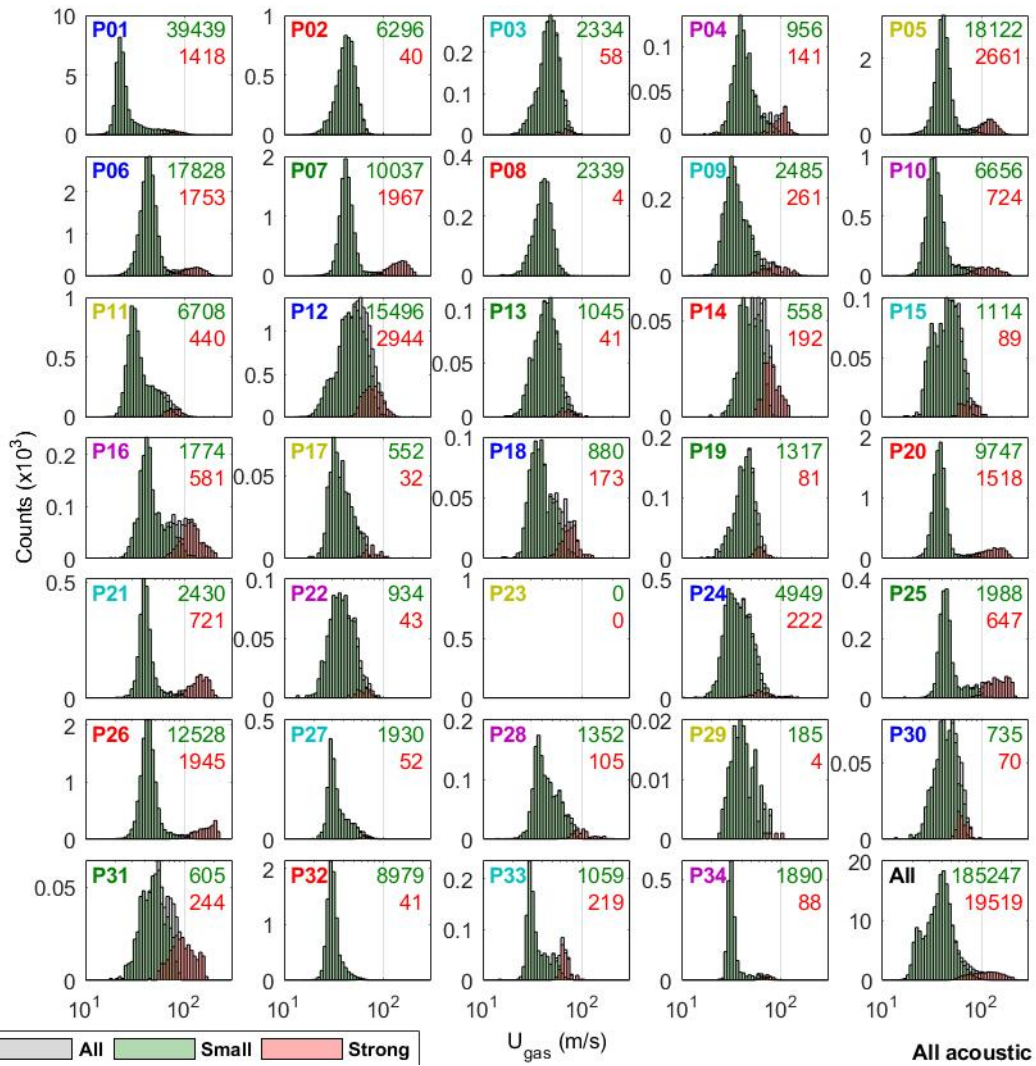 10 P01 39439 1 P02 6296 P03 2334 P04 956 P05 18122
1418 40 58 0.1 141 2661
0.2 2
5 0.5 0.05
0.1
0 0 0 0 0
P06 17828 2 P07 10037 0.4 P08 2339 P09 2485 1 P10 6656
2 1753 1967 4 261 724
1 0.2 0.2 0.5
1
0 0 0 0 0
1 P11 6708 P12 15496 0.1 P13 1045 P14 558 0.1 P15 1114
440 1 2944 41 0.05 192 89
0.5 0.5 0.05 0.05
0 0 0 0 0
P16 1774 P17 552 0.1 P18 880 0.2 P19 1317 2 P20 9747
0.2 581 32 173 81 1518
0.05 0.05 0.1 1
0.1
0 0 0 0 0
0.5 P21 2430 0.1 P22 934 1 P23 0 0.5 P24 4949 0.4 P25 1988
721 43 0 222 647
0.05 0.5 0.2
0 0 0 0 0
2 P26 12528 0.5 P27 1930 0.2 P28 1352 0.02 P29 185 P30 735
1945 52 105 4 70
1 0.1 0.01 0.05
0 0 0 0 0
P31 605 2 P32 8979 P33 1059 P34 1890 20 All 185247
244 41 0.2 219 88 19519
0.05 1 0.1 0.5 10
0 0 0 0 0
10¹ 10² 10¹ 10² 10¹ 10² 10¹ 10² 10¹ 10²
Counts (x10³)
U_gas (m/s)
All Small Strong
All acoustic